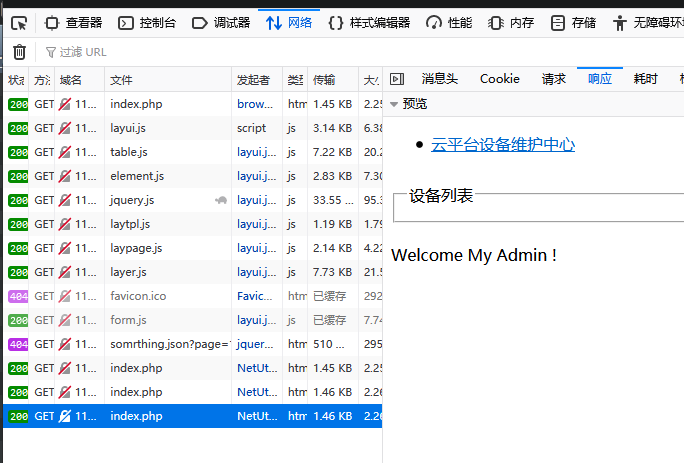 查看器 控制台 调试器 网络 {} 样式编辑器 性能 内存 存储 无障碍环
过滤 URL
状态 方 域名 文件 发起者 类 传输 大小 消息头 Cookie 请求 响应 耗时
预览
200 GET 11... index.php brow... htm 1.45 KB 2.25
200 GET 11... layui.js script js 3.14 KB 6.38
200 GET 11... table.js layui.j... js 7.22 KB 20.2
200 GET 11... element.js layui.j... js 2.83 KB 7.30
200 GET 11... jquery.js layui.j... js 33.55 ... 95.3
200 GET 11... laytpl.js layui.j... js 1.19 KB 1.79
200 GET 11... laypage.js layui.j... js 2.14 KB 4.22
200 GET 11... layer.js layui.j... js 7.73 KB 21.5
404 GET 11... favicon.ico Favic... htm 已缓存 292
200 GET 11... form.js layui.j... js 已缓存 7.74
404 GET 11... somrthing.json?page=1 jquer... htm 510 ... 295
200 GET 11... index.php NetUt... htm 1.45 KB 2.25
200 GET 11... index.php NetUt... htm 1.46 KB 2.26
200 GET 11... index.php NetUt... htm 1.46 KB 2.26
云平台设备维护中心
设备列表
Welcome My Admin !